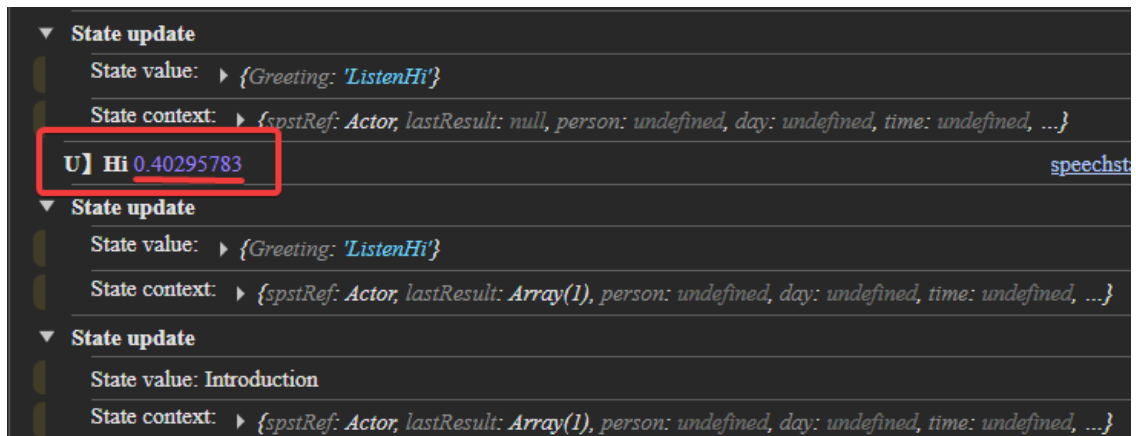 ▼ State update
State value: ▶ {Greeting: 'ListenHi'}
State context: ▶ {spstRef: Actor, lastResult: null, person: undefined, day: undefined, time: undefined, …}
U】 Hi 0.40295783 speechsta
▼ State update
State value: ▶ {Greeting: 'ListenHi'}
State context: ▶ {spstRef: Actor, lastResult: Array(1), person: undefined, day: undefined, time: undefined, …}
▼ State update
State value: Introduction
State context: ▶ {spstRef: Actor, lastResult: Array(1), person: undefined, day: undefined, time: undefined, …}